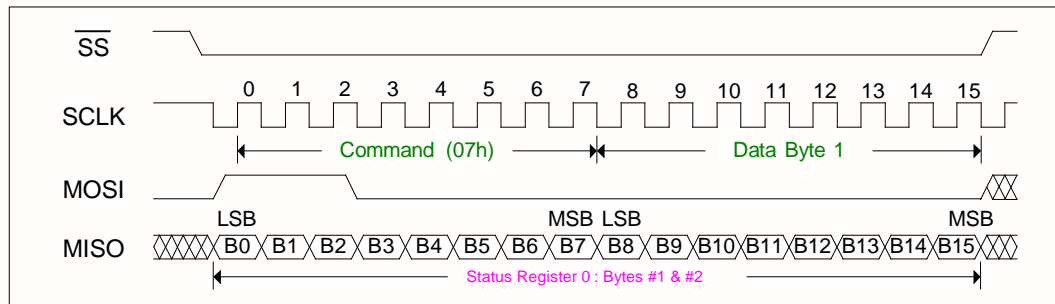 SS
0 1 2 3 4 5 6 7 8 9 10 11 12 13 14 15
SCLK
Command (07h) Data Byte 1
MOSI
LSB MSB LSB MSB
MISO B0 B1 B2 B3 B4 B5 B6 B7 B8 B9 B10 B11 B12 B13 B14 B15
Status Register 0 : Bytes #1 & #2